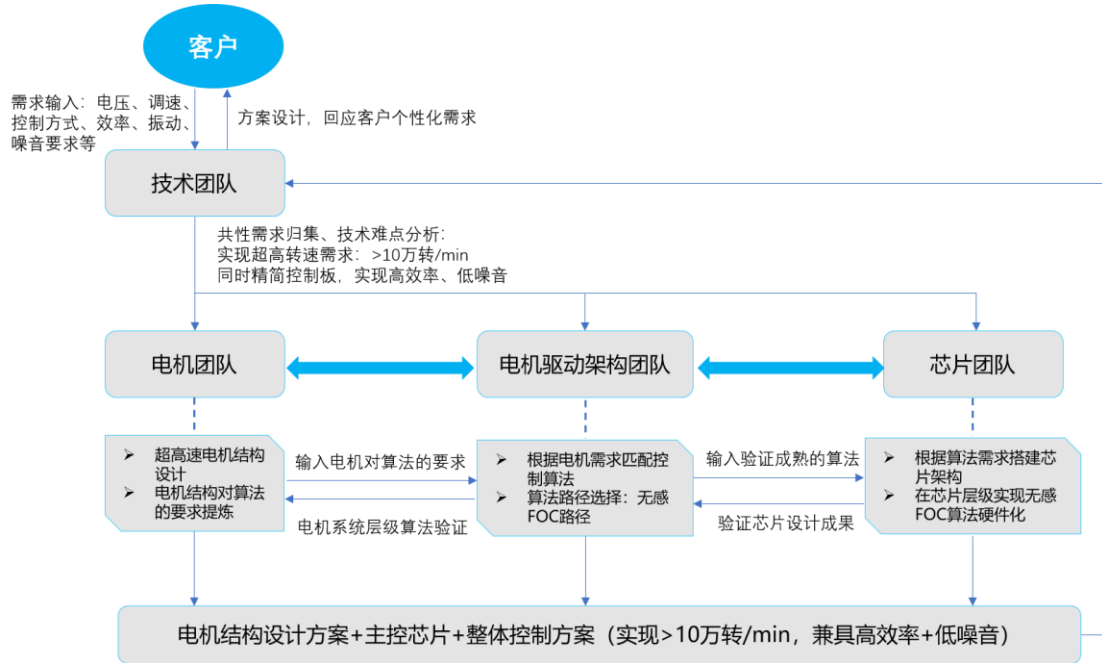 客户
需求输入：电压、调速、
控制方式、效率、振动、
噪音要求等
方案设计，回应客户个性化需求
技术团队
共性需求归集、技术难点分析：
实现超高转速需求：>10万转/min
同时精简控制板，实现高效率、低噪音
电机团队
电机驱动架构团队
芯片团队
➢ 超高速电机结构
设计
➢ 电机结构对算法
的要求提炼
输入电机对算法的要求
电机系统层级算法验证
➢ 根据电机需求匹配控
制算法
➢ 算法路径选择：无感
FOC路径
输入验证成熟的算法
验证芯片设计成果
➢ 根据算法需求搭建芯
片架构
➢ 在芯片层级实现无感
FOC算法硬件化
电机结构设计方案+主控芯片+整体控制方案（实现>10万转/min，兼具高效率+低噪音）